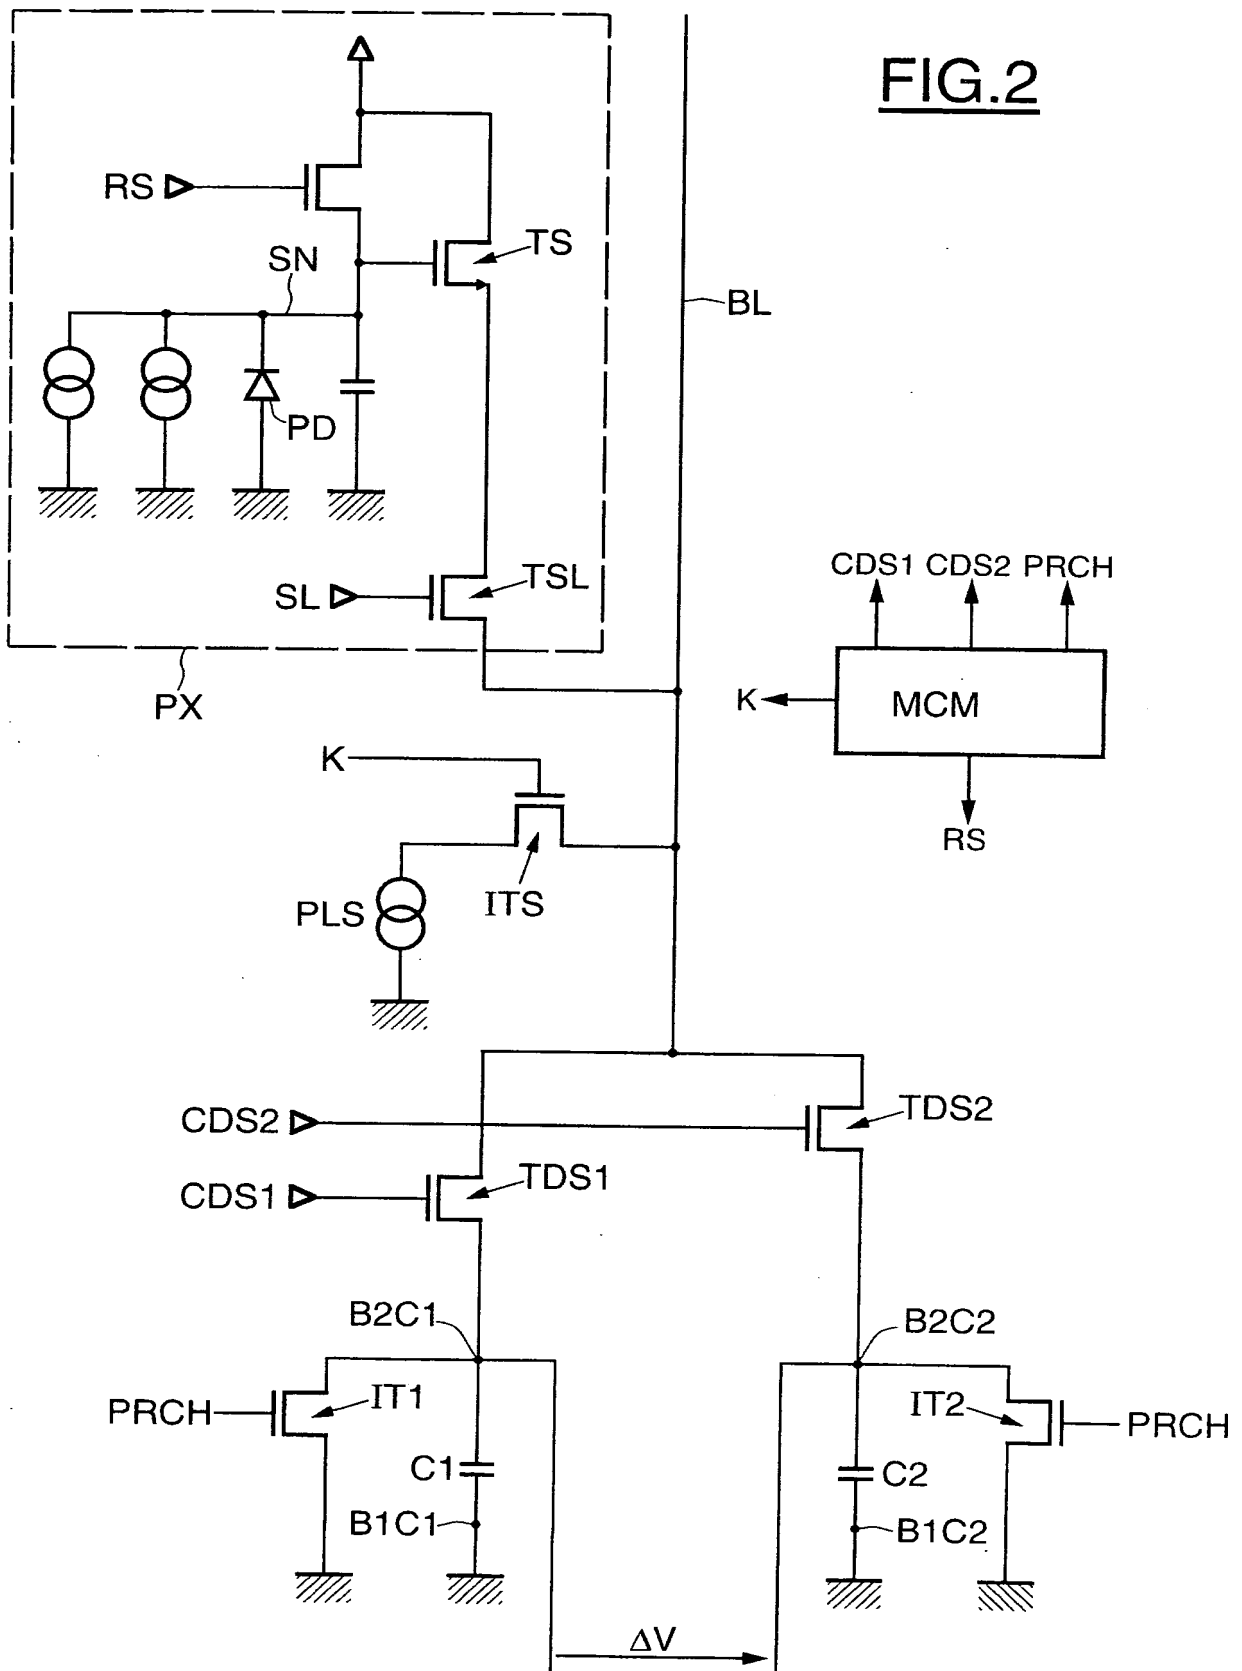 FIG.2
RS
TS
SN
BL
PD
TSL
SL
CDS1 CDS2 PRCH
PX
K
MCM
K
RS
ITS
PLS
CDS2
TDS2
CDS1
TDS1
B2C1
B2C2
PRCH
IT1
IT2
PRCH
C1
C2
B1C1
B1C2
ΔV